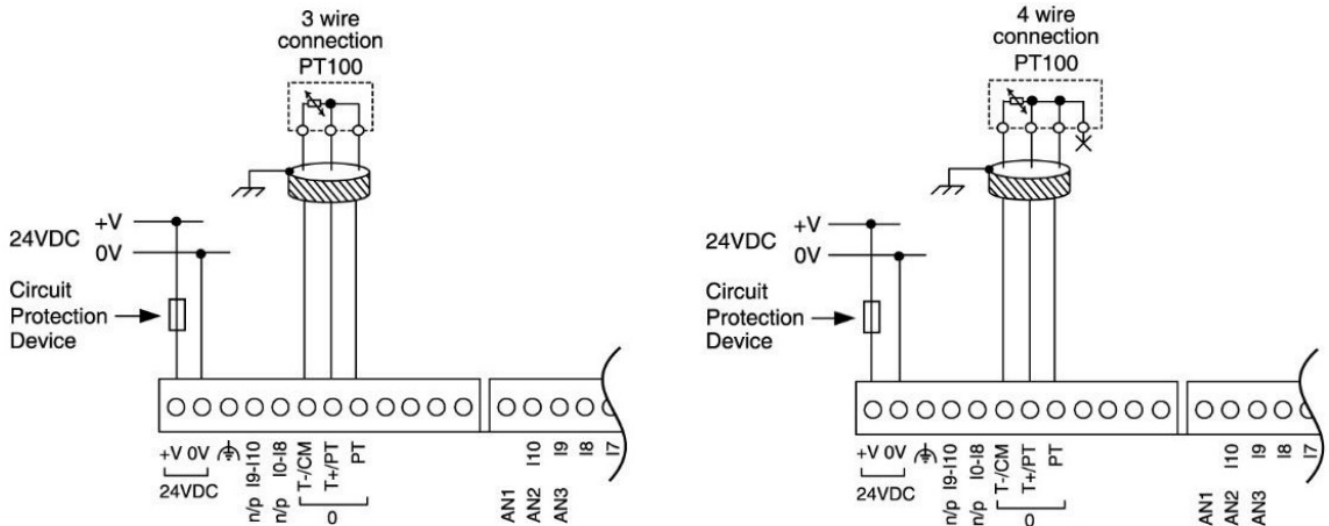 3 wire
connection
PT100
+V
24VDC
0V
Circuit
Protection
Device
+V 0V
24VDC
n/p I9-I10
n/p I0-I8
T-/CM
T+/PT
PT
0
AN1
AN2 I10
AN3 I9
I8
I7
4 wire
connection
PT100
+V
24VDC
0V
Circuit
Protection
Device
+V 0V
24VDC
n/p I9-I10
n/p I0-I8
T-/CM
T+/PT
PT
0
AN1
AN2 I10
AN3 I9
I8
I7